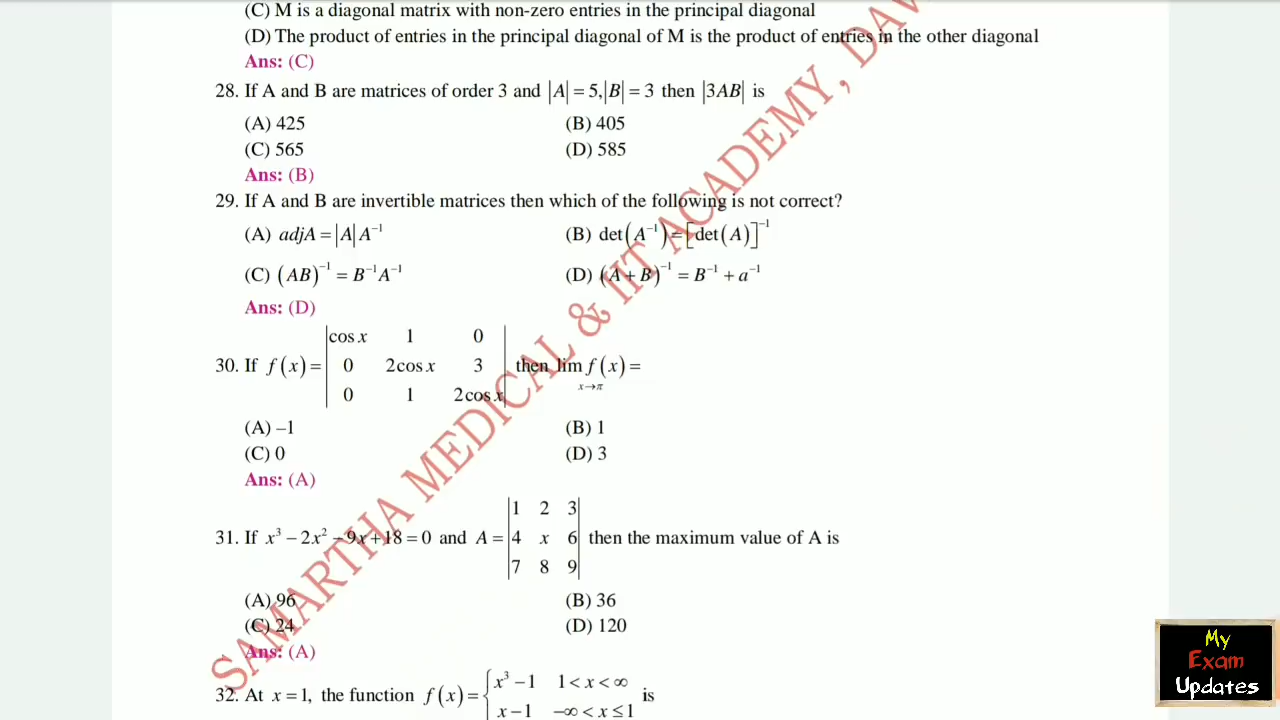 (C) M is a diagonal matrix with non-zero entries in the principal diagonal
(D) The product of entries in the principal diagonal of M is the product of entries in the other diagonal
Ans: (C)
28. If A and B are matrices of order 3 and |A| = 5, |B| = 3 then |3AB| is
(A) 425 (B) 405
(C) 565 (D) 585
Ans: (B)
29. If A and B are invertible matrices then which of the following is not correct?
(A) adjA = |A| A⁻¹ (B) det(A⁻¹) = [det(A)]⁻¹
(C) (AB)⁻¹ = B⁻¹A⁻¹ (D) (A + B)⁻¹ = B⁻¹ + a⁻¹
Ans: (D)
30. If f(x) = |cos x 1 0; 0 2cos x 3; 0 1 2cos x| then lim x→π f(x) =
(A) –1 (B) 1
(C) 0 (D) 3
Ans: (A)
31. If x³ – 2x² – 9x + 18 = 0 and A = |1 2 3; 4 x 6; 7 8 9| then the maximum value of A is
(A) 96 (B) 36
(C) 24 (D) 120
Ans: (A)
32. At x = 1, the function f(x) = {x³ – 1 1 < x < ∞; x – 1 –∞ < x ≤ 1 is
SAMARTHA MEDICAL & IIT ACADEMY, DAV
My
Exam
Updates